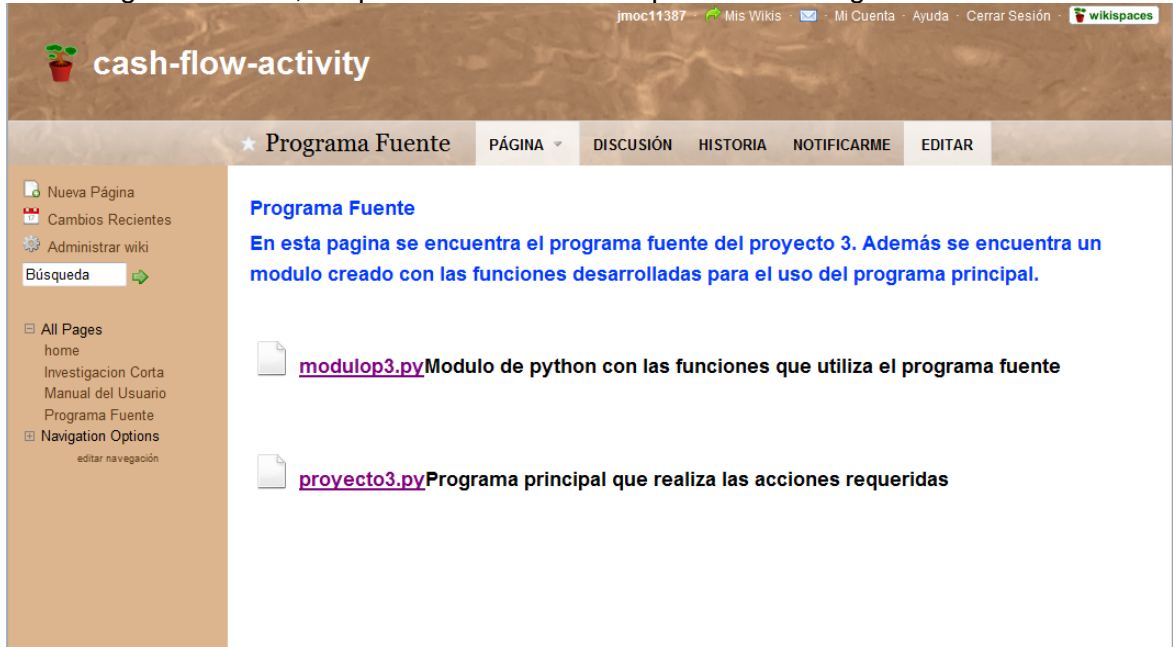 jmoc11387 · Mis Wikis · Mi Cuenta · Ayuda · Cerrar Sesión · wikispaces
cash-flow-activity
Programa Fuente PÁGINA DISCUSIÓN HISTORIA NOTIFICARME EDITAR
Nueva Página
Cambios Recientes
Administrar wiki
Búsqueda
All Pages
home
Investigacion Corta
Manual del Usuario
Programa Fuente
Navigation Options
editar navegación
Programa Fuente
En esta pagina se encuentra el programa fuente del proyecto 3. Además se encuentra un
modulo creado con las funciones desarrolladas para el uso del programa principal.
modulop3.pyModulo de python con las funciones que utiliza el programa fuente
proyecto3.pyPrograma principal que realiza las acciones requeridas